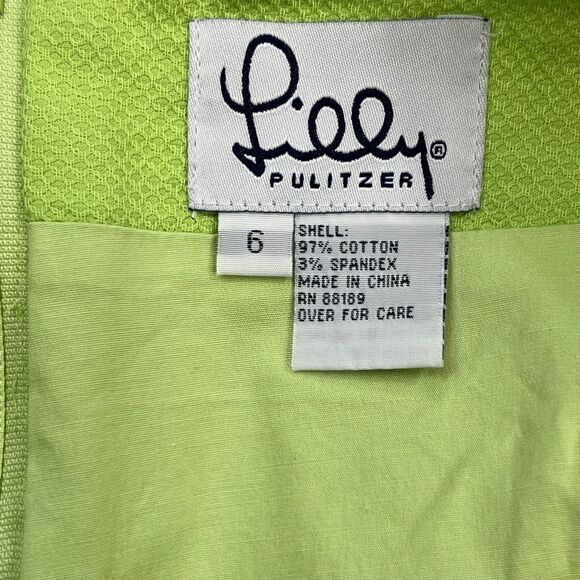 Lilly®
PULITZER
6
SHELL:
97% COTTON
3% SPANDEX
MADE IN CHINA
RN 88189
OVER FOR CARE